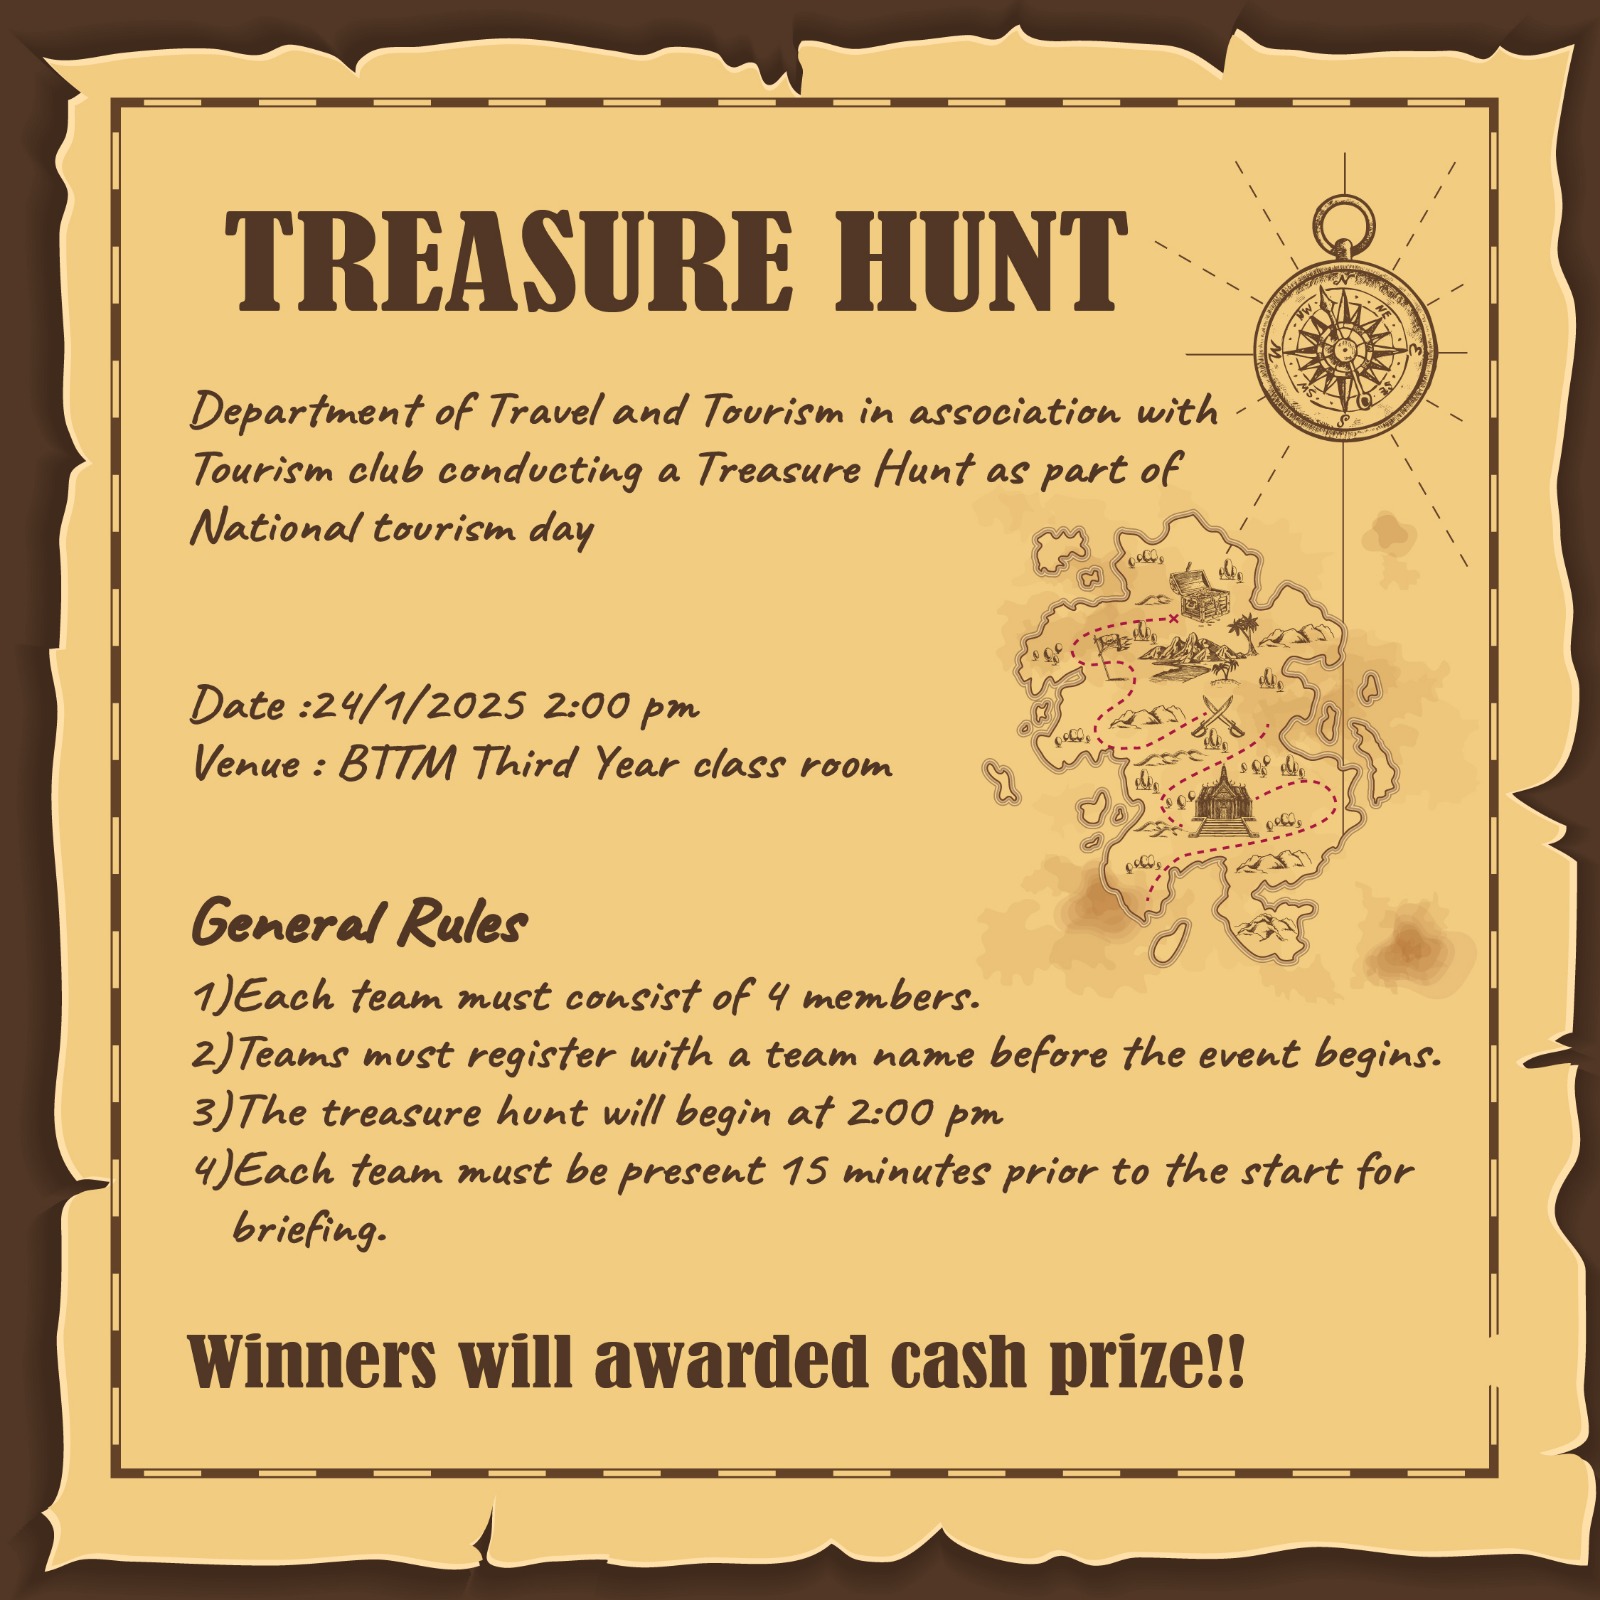 TREASURE HUNT
Department of Travel and Tourism in association with
Tourism club conducting a Treasure Hunt as part of
National tourism day
Date :24/1/2025 2:00 pm
Venue : BTTM Third Year class room
General Rules
1)Each team must consist of 4 members.
2)Teams must register with a team name before the event begins.
3)The treasure hunt will begin at 2:00 pm
4)Each team must be present 15 minutes prior to the start for
briefing.
Winners will awarded cash prize!!
N
NE
E
SE
S
SW
W
NW